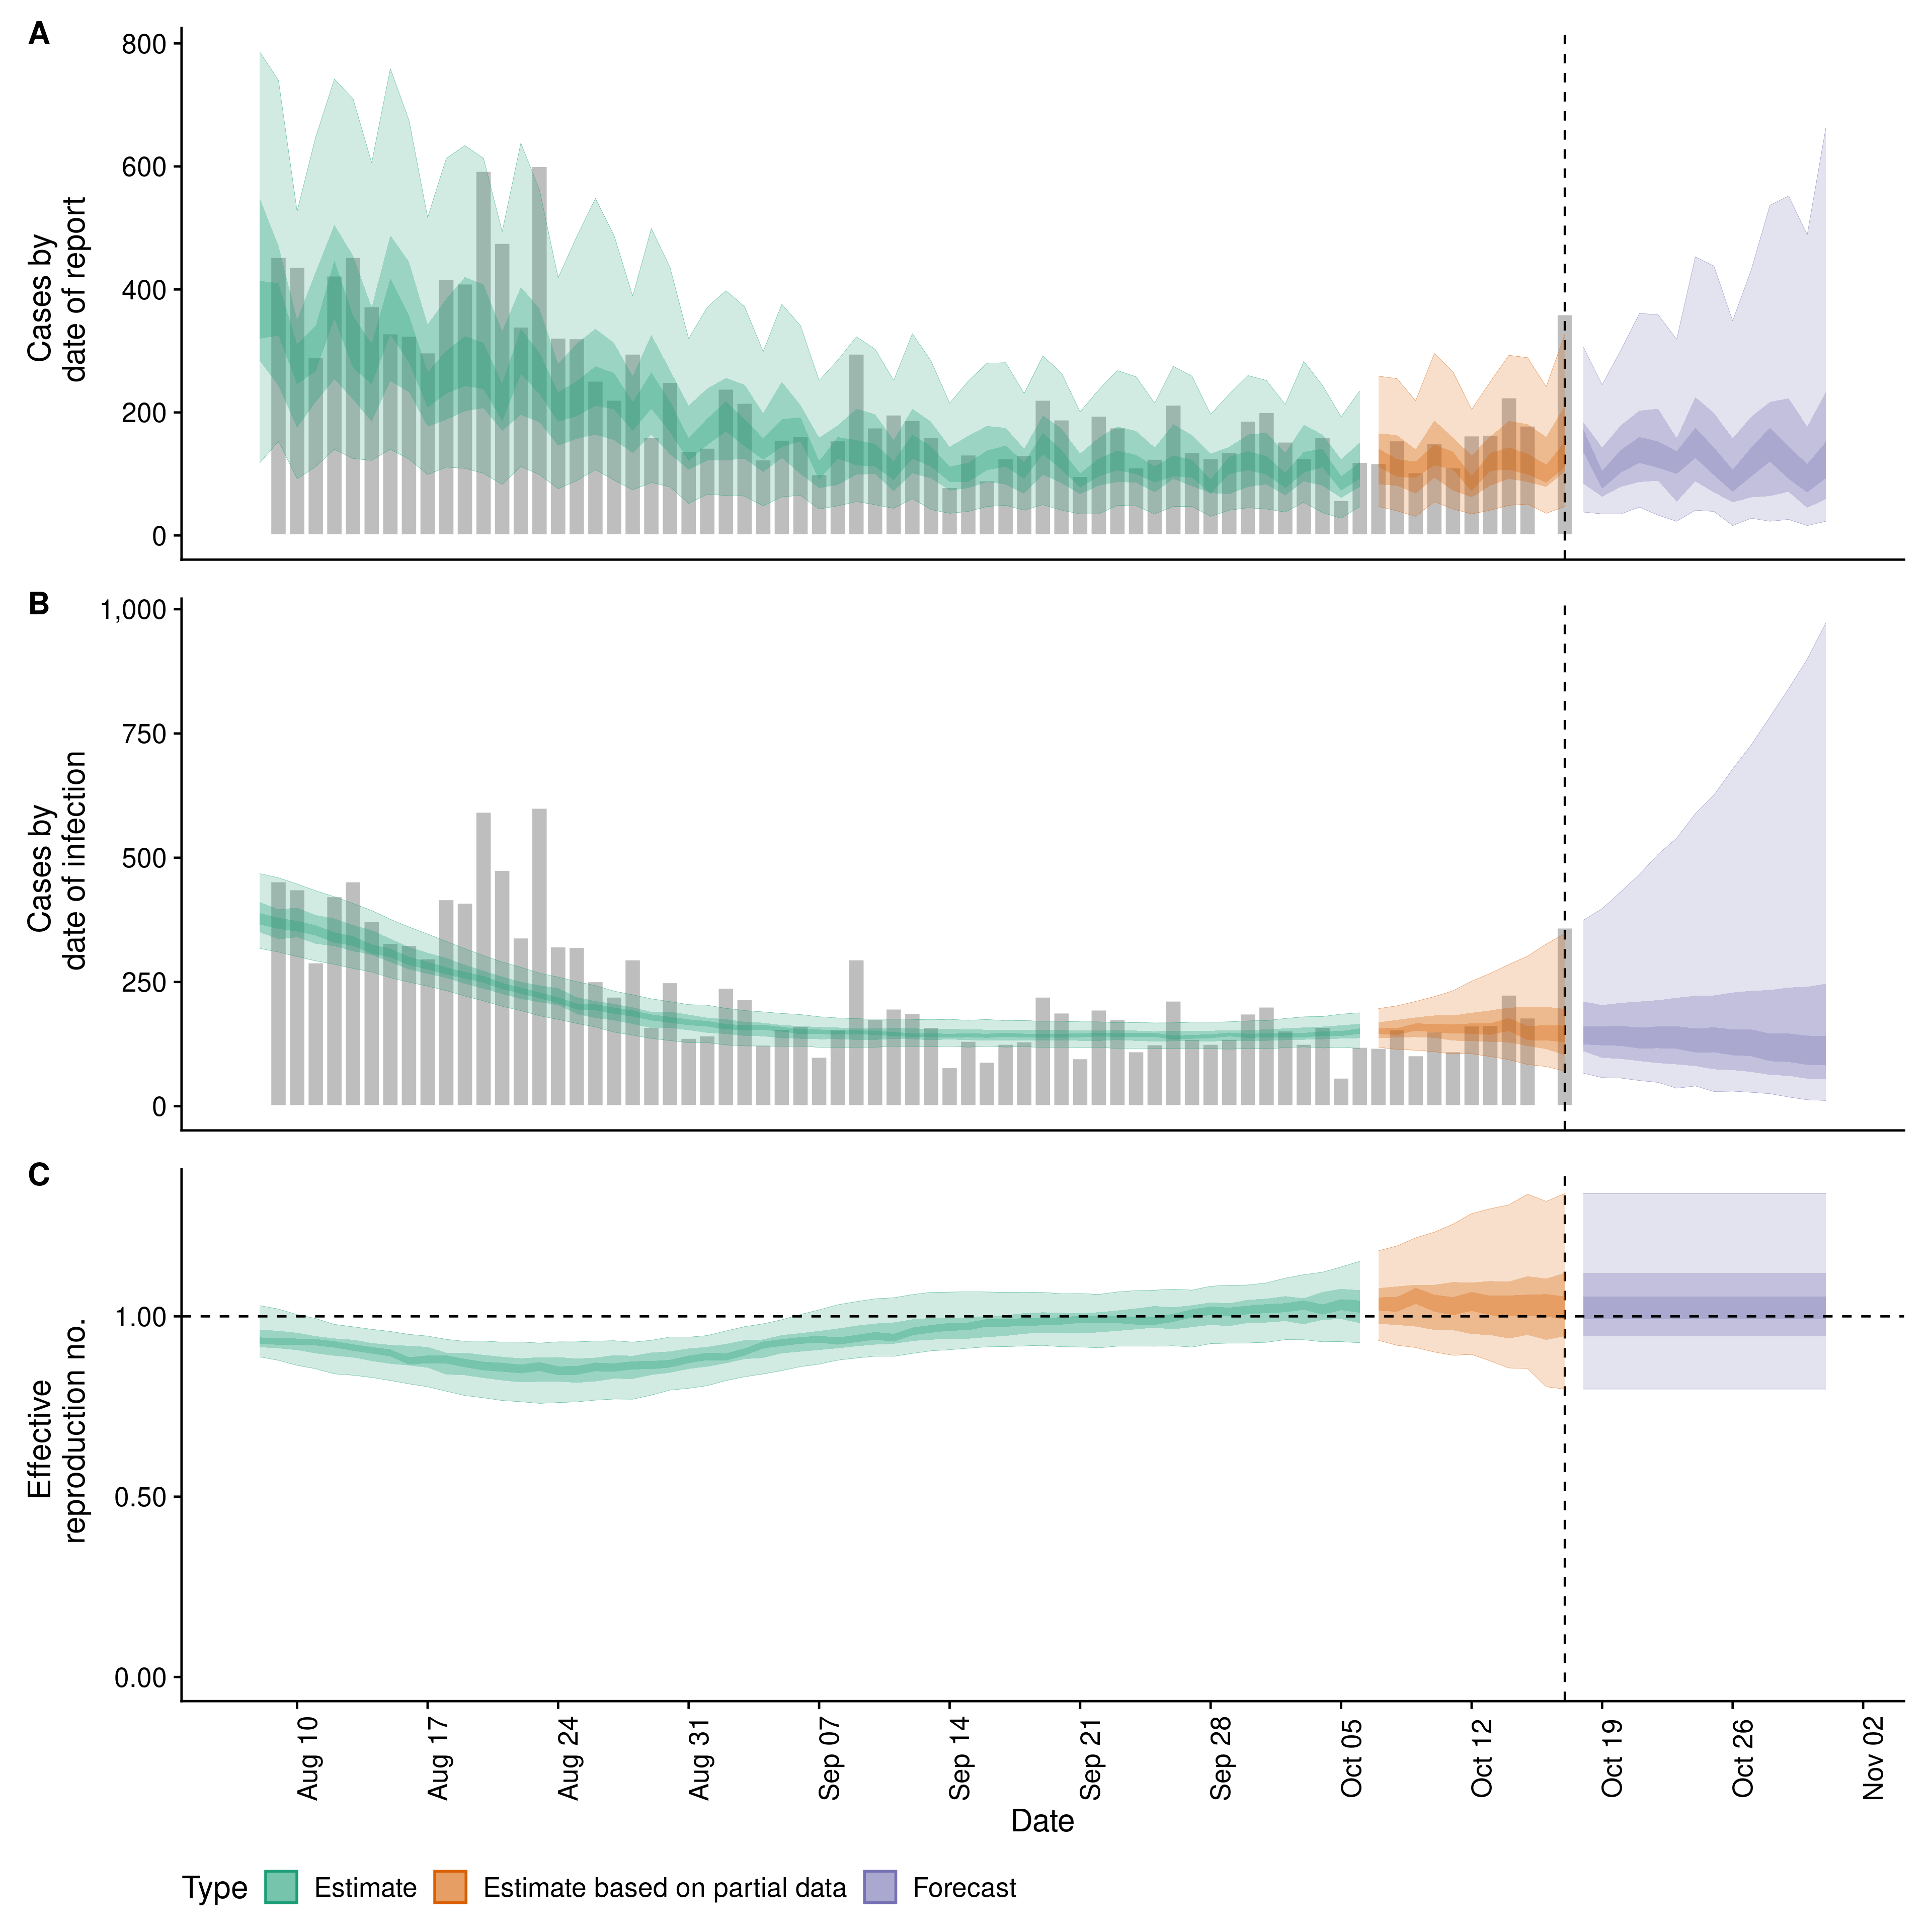 A
Cases by
date of report
800
600
400
200
0
B
Cases by
date of infection
1,000
750
500
250
0
C
Effective
reproduction no.
1.00
0.50
0.00
Aug 10
Aug 17
Aug 24
Aug 31
Sep 07
Sep 14
Sep 21
Sep 28
Oct 05
Oct 12
Oct 19
Oct 26
Nov 02
Date
Type Estimate Estimate based on partial data Forecast